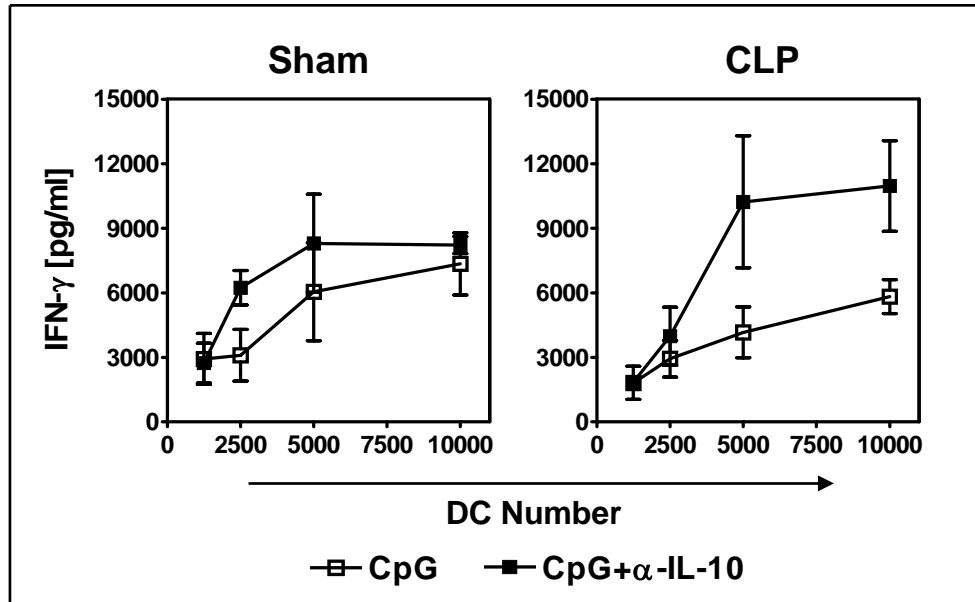 Sham CLP
15000 15000
12000 12000
9000 9000
6000 6000
3000 3000
0 0
0 2500 5000 7500 10000 0 2500 5000 7500 10000
IFN-γ [pg/ml]
DC Number
CpG CpG+α-IL-10